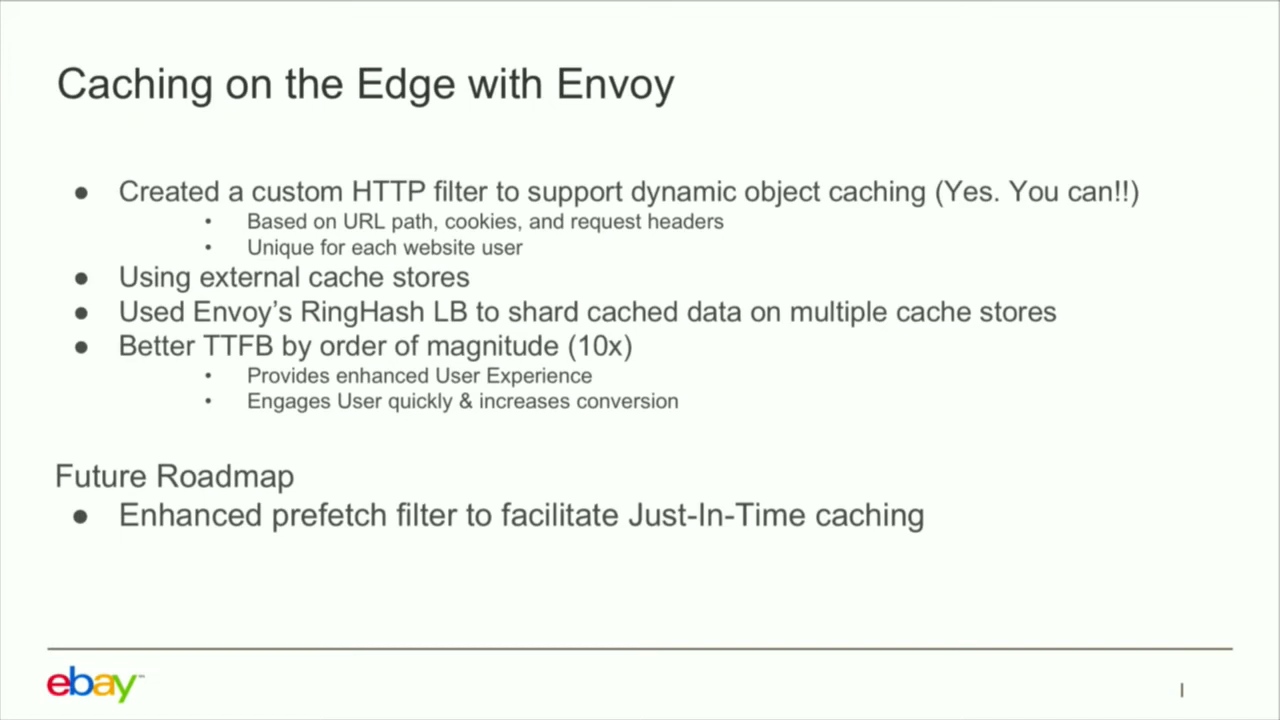 Caching on the Edge with Envoy
● Created a custom HTTP filter to support dynamic object caching (Yes. You can!!)
• Based on URL path, cookies, and request headers
• Unique for each website user
● Using external cache stores
● Used Envoy’s RingHash LB to shard cached data on multiple cache stores
● Better TTFB by order of magnitude (10x)
• Provides enhanced User Experience
• Engages User quickly & increases conversion
Future Roadmap
● Enhanced prefetch filter to facilitate Just-In-Time caching
ebay™